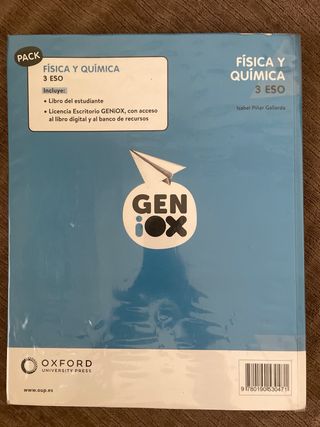 PACK
FÍSICA Y QUÍMICA
3 ESO
Incluye:
• Libro del estudiante
• Licencia Escritorio GENiOX, con acceso
al libro digital y al banco de recursos
FÍSICA Y
QUÍMICA
3 ESO
Isabel Piñar Gallardo
GEN
iOX
OXFORD
UNIVERSITY PRESS
www.oup.es
9780190530471